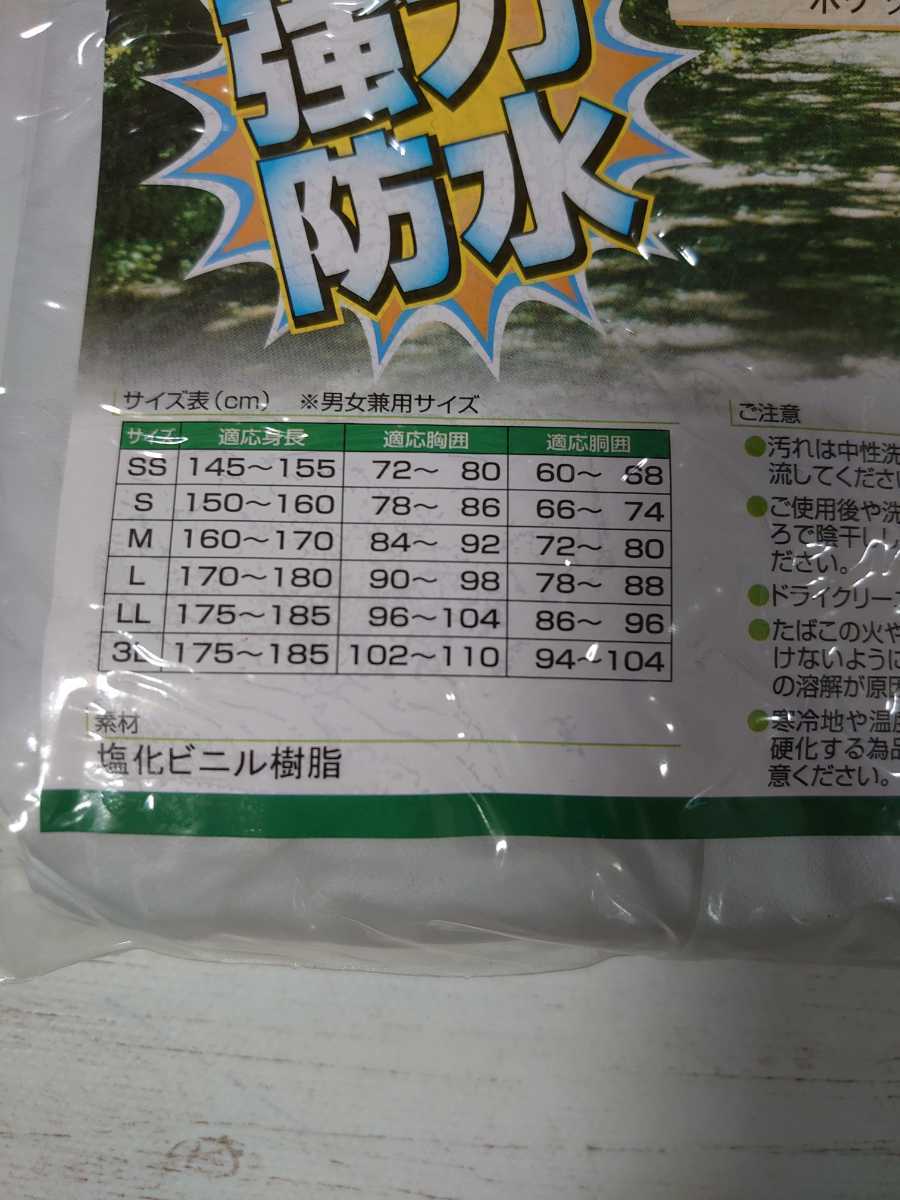 強力
防水
サイズ表(cm) ※男女兼用サイズ
サイズ 適応身長 適応胸囲 適応胴囲
SS 145〜155 72〜 80 60〜 68
S 150〜160 78〜 86 66〜 74
M 160〜170 84〜 92 72〜 80
L 170〜180 90〜 98 78〜 88
LL 175〜185 96〜104 86〜 96
3L 175〜185 102〜110 94〜104
素材
塩化ビニル樹脂
ご注意
●汚れは中性洗
流してくださ
●ご使用後や洗
ろで陰干しし
ださい。
●ドライクリー
●たばこの火や
けないように
の溶解が原因
●寒冷地や温度
硬化する為品
意ください。